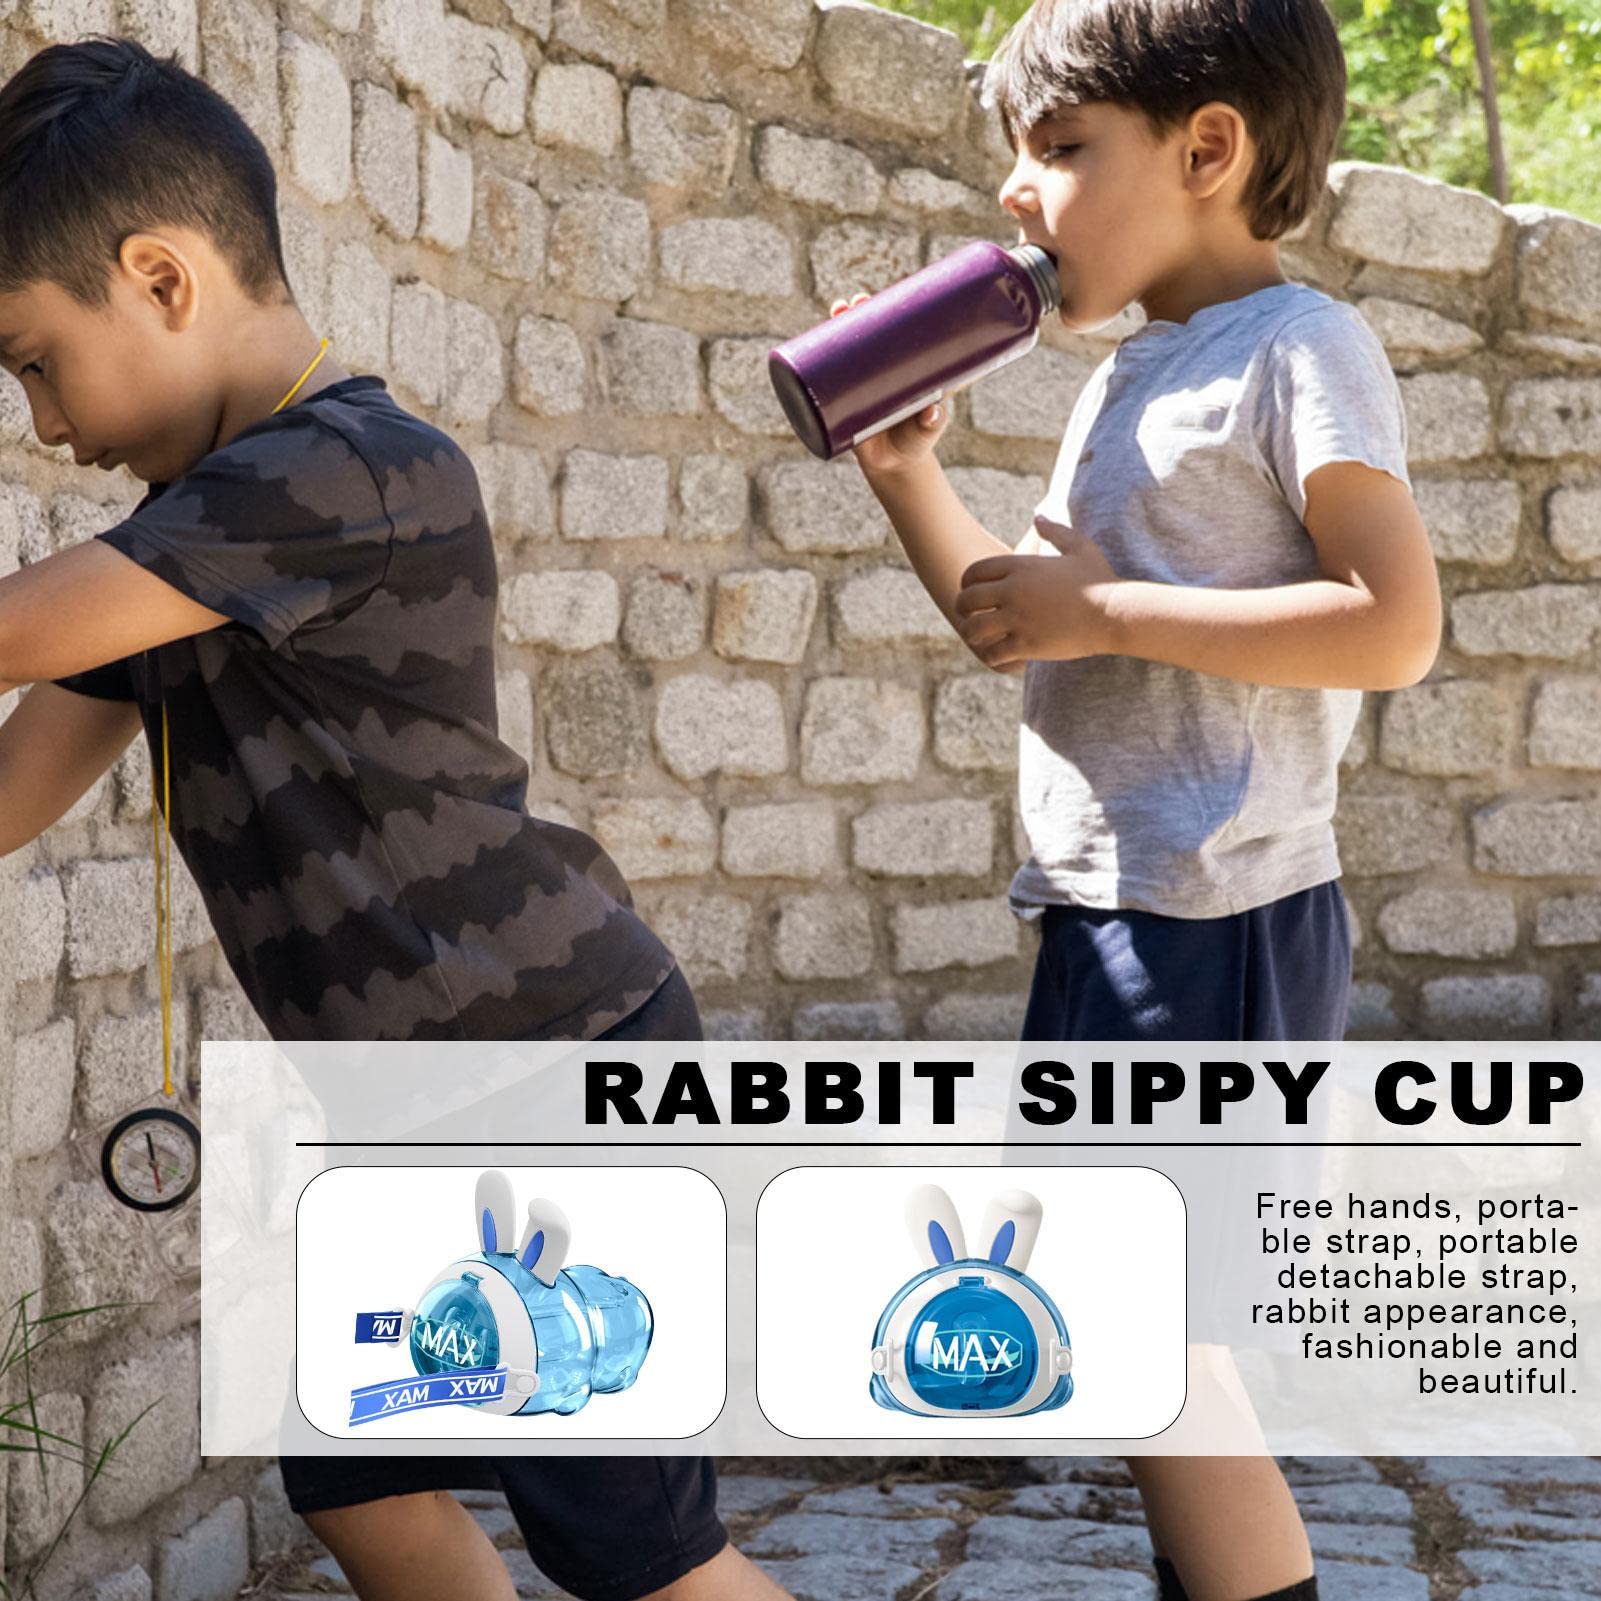 RABBIT SIPPY CUP
Free hands, porta-
ble strap, portable
detachable strap,
rabbit appearance,
fashionable and
beautiful.
MAX
XAM MAX MAX
MAX